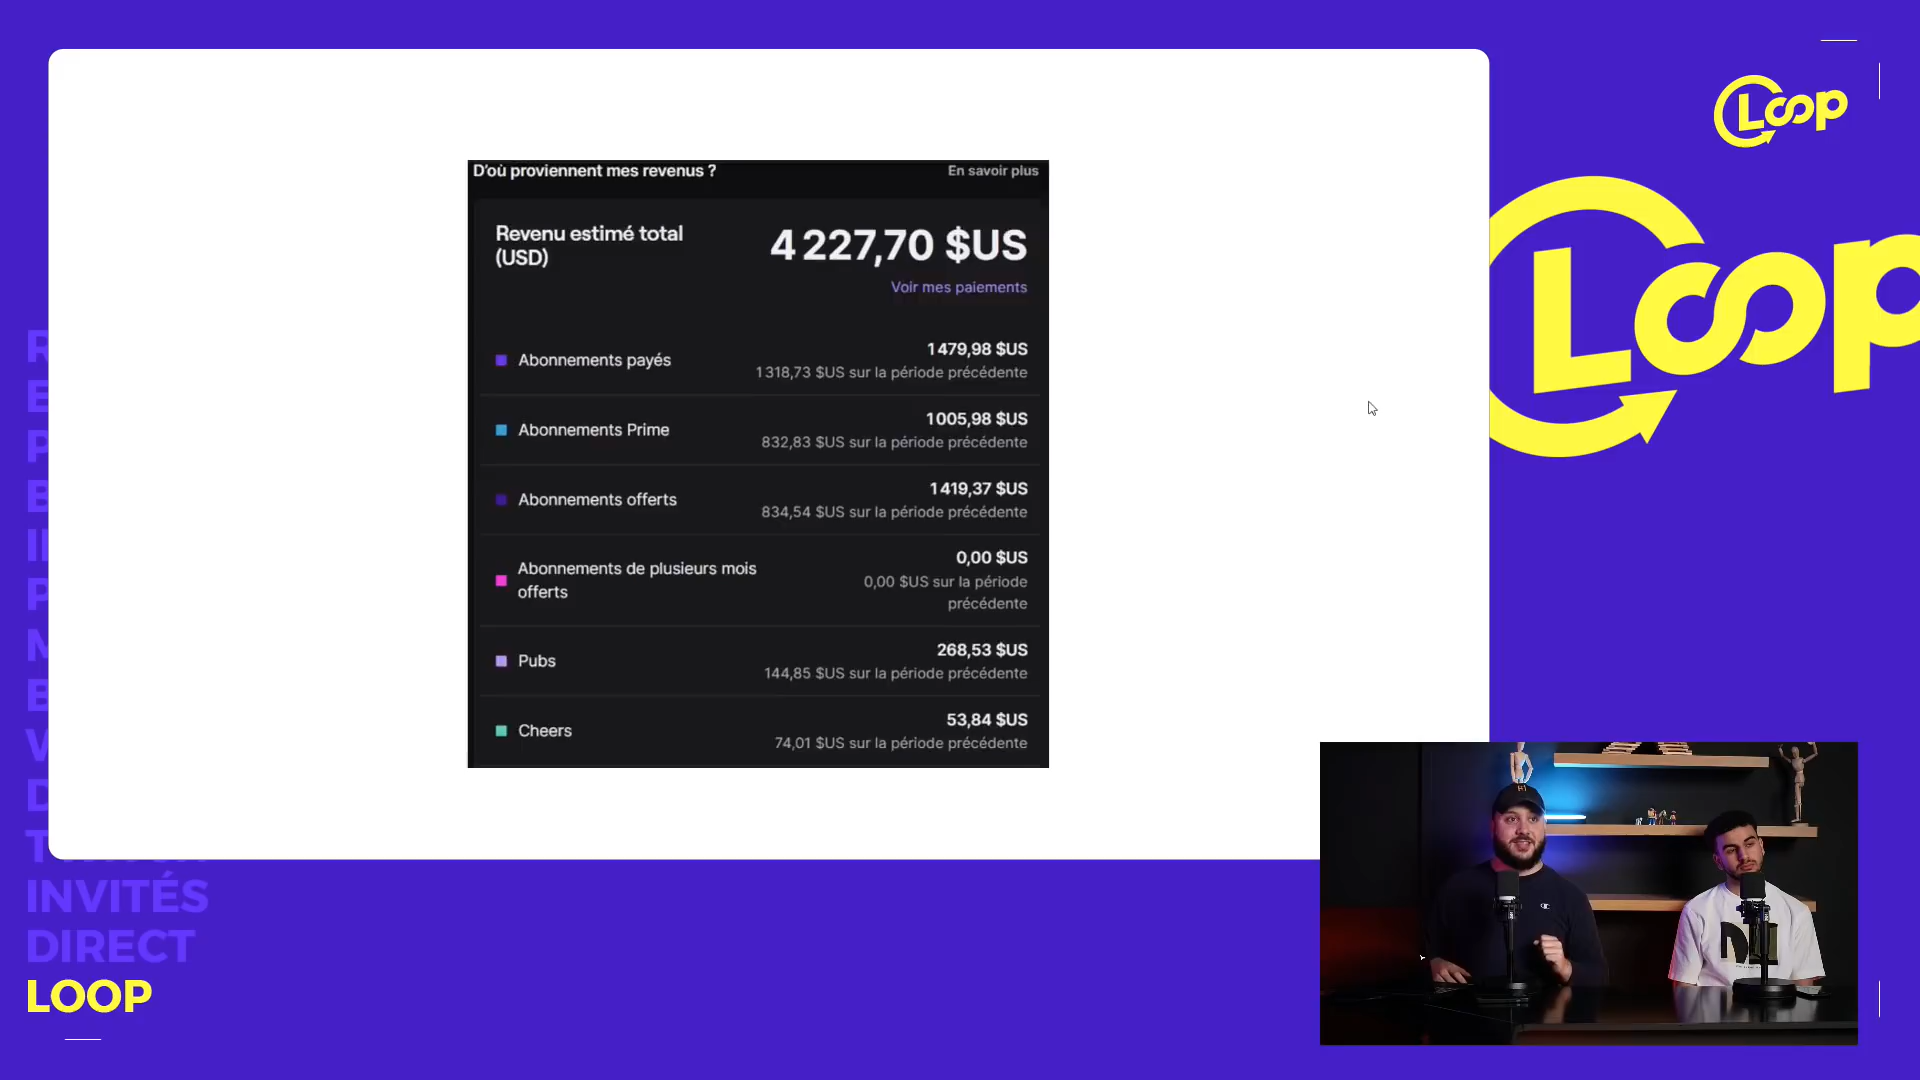 Loop
Loop
D'où proviennent mes revenus ?
En savoir plus
Revenu estimé total
(USD)
4 227,70 $US
Voir mes paiements
Abonnements payés
1 479,98 $US
1 318,73 $US sur la période précédente
Abonnements Prime
1 005,98 $US
832,83 $US sur la période précédente
Abonnements offerts
1 419,37 $US
834,54 $US sur la période précédente
Abonnements de plusieurs mois
offerts
0,00 $US
0,00 $US sur la période
précédente
Pubs
268,53 $US
144,85 $US sur la période précédente
Cheers
53,84 $US
74,01 $US sur la période précédente
INVITÉS
DIRECT
LOOP